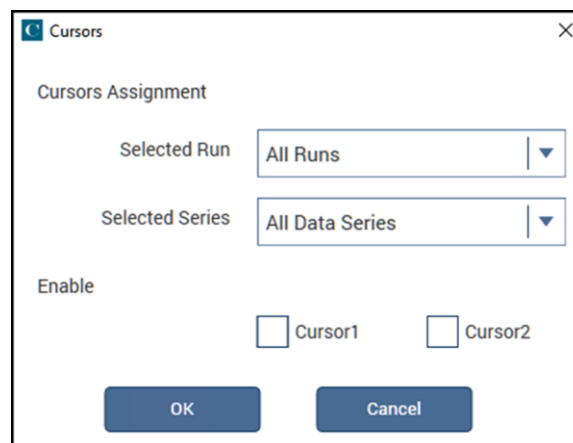 C Cursors
Cursors Assignment
Selected Run All Runs
Selected Series All Data Series
Enable
Cursor1 Cursor2
OK Cancel